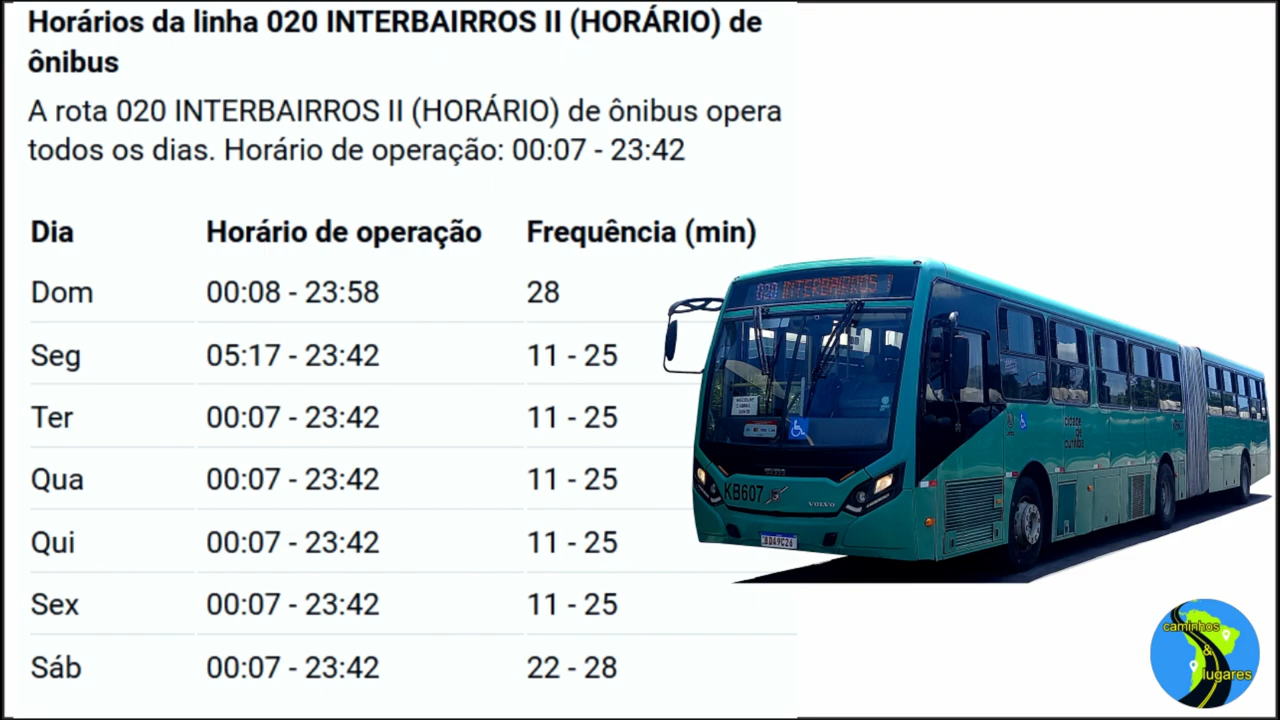 Horários da linha 020 INTERBAIRROS II (HORÁRIO) de
ônibus
A rota 020 INTERBAIRROS II (HORÁRIO) de ônibus opera
todos os dias. Horário de operação: 00:07 - 23:42
Dia Horário de operação Frequência (min)
Dom 00:08 - 23:58 28
Seg 05:17 - 23:42 11 - 25
Ter 00:07 - 23:42 11 - 25
Qua 00:07 - 23:42 11 - 25
Qui 00:07 - 23:42 11 - 25
Sex 00:07 - 23:42 11 - 25
Sáb 00:07 - 23:42 22 - 28
020 INTERBAIRROS
cidade
de
curitiba
KB607
VOLVO
caminhos
&
lugares